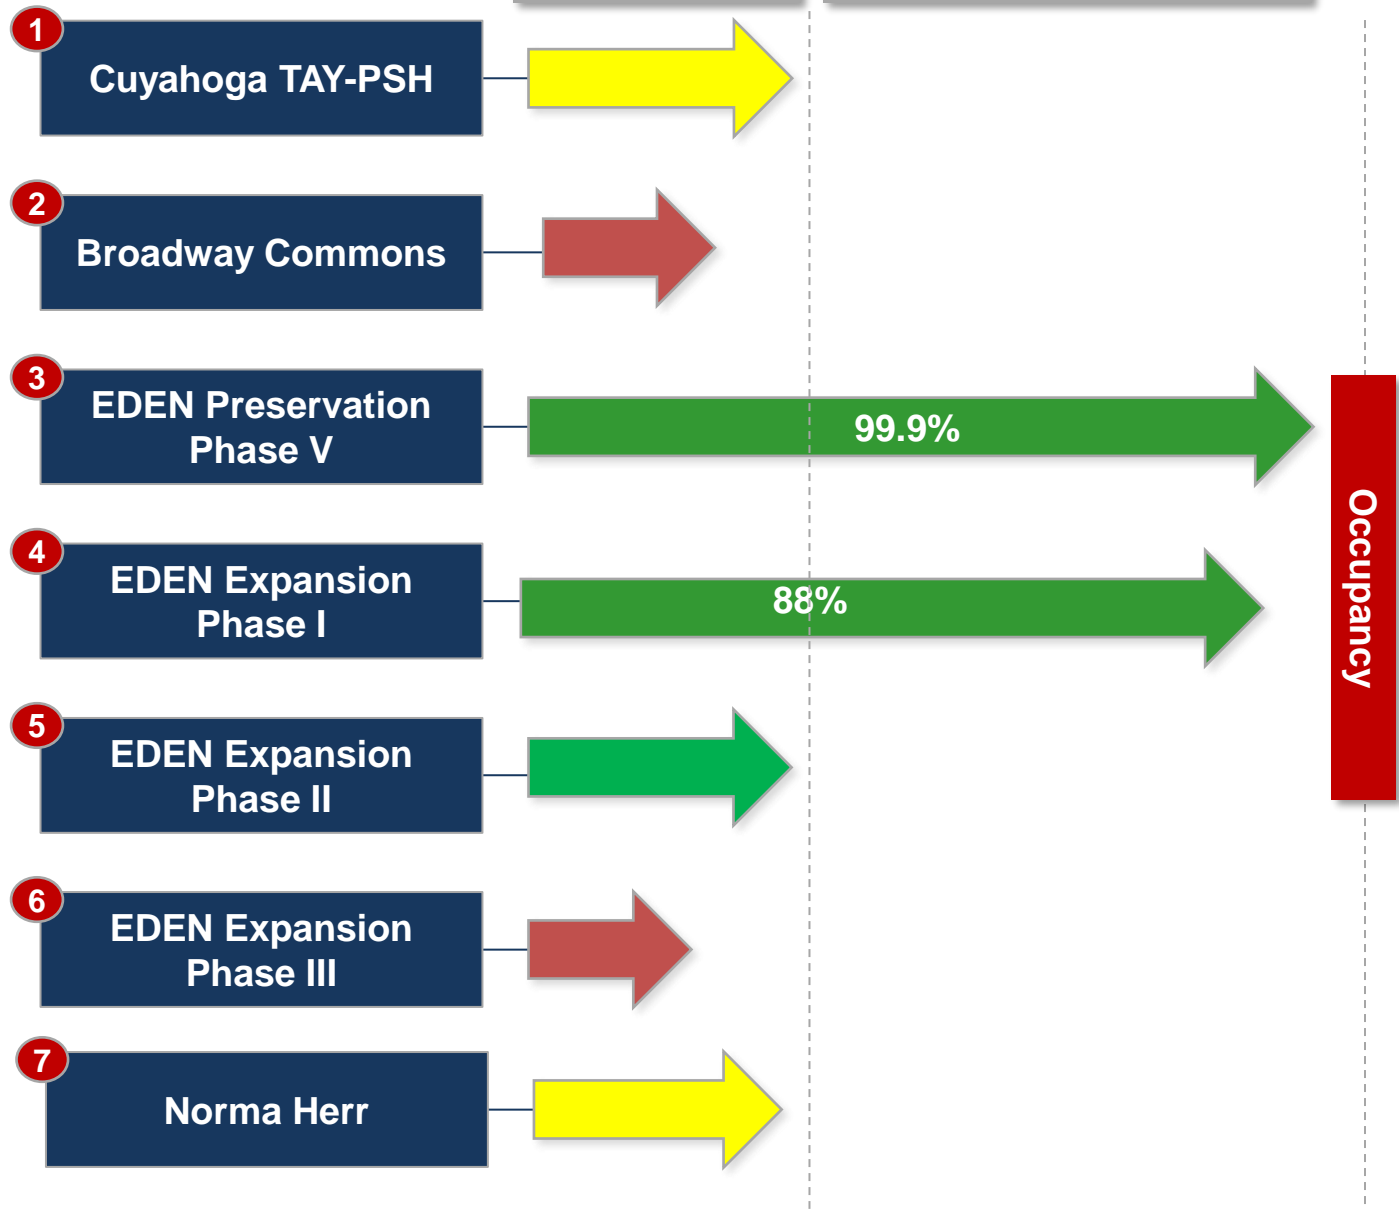 1
Cuyahoga TAY-PSH
2
Broadway Commons
3
EDEN Preservation
Phase V
99.9%
4
EDEN Expansion
Phase I
88%
Occupancy
5
EDEN Expansion
Phase II
6
EDEN Expansion
Phase III
7
Norma Herr